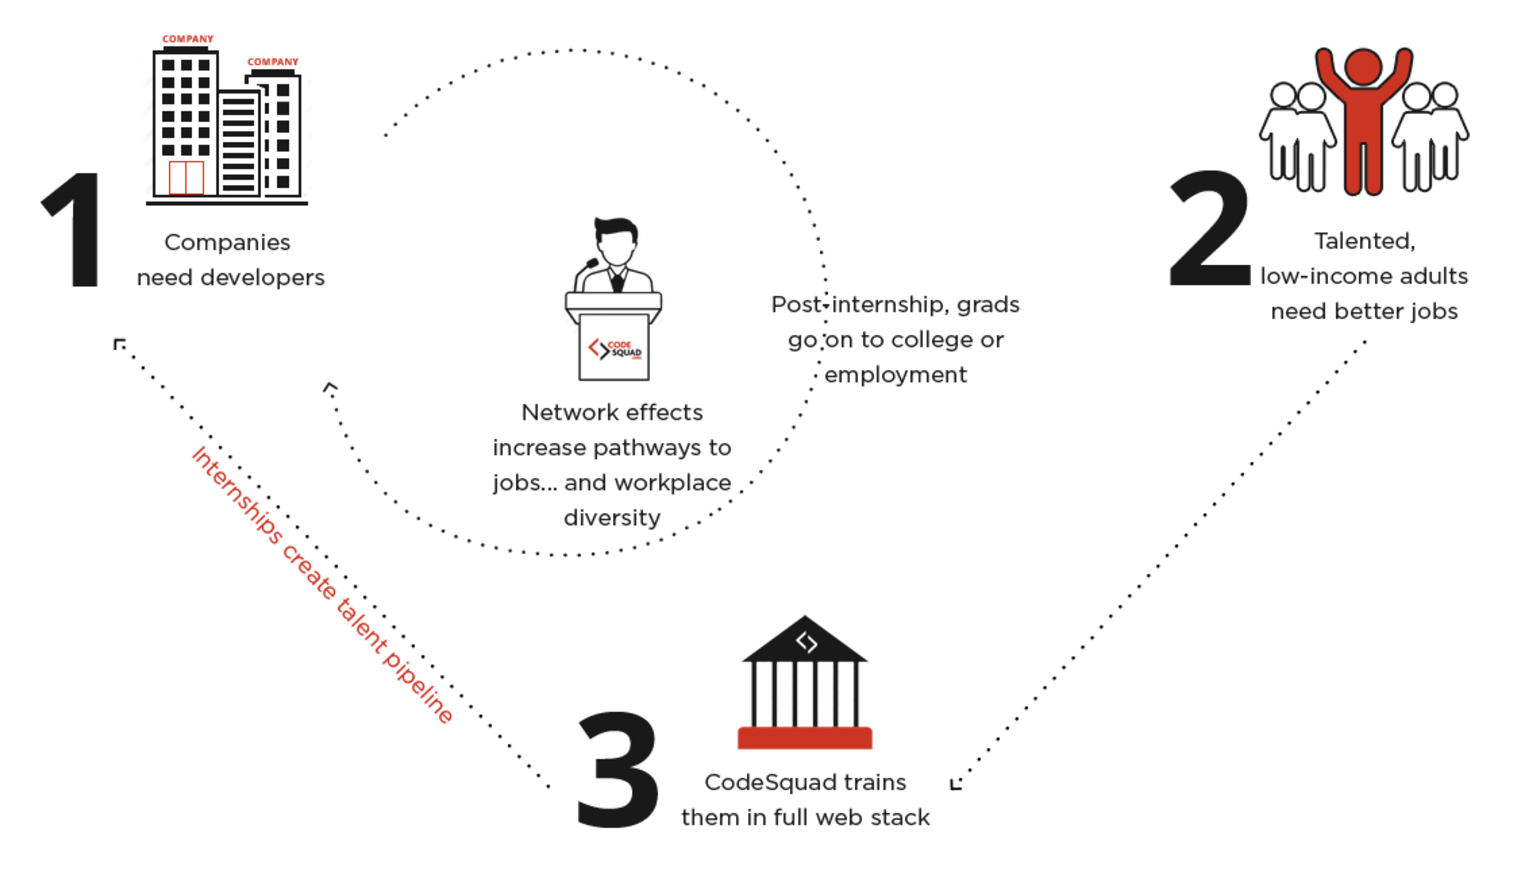 COMPANY
COMPANY
1
Companies
need developers
2
Talented,
low-income adults
need better jobs
Post-internship, grads
go on to college or
employment
CODE
SQUAD
Network effects
increase pathways to
jobs... and workplace
diversity
Internships create talent pipeline
3
CodeSquad trains
them in full web stack